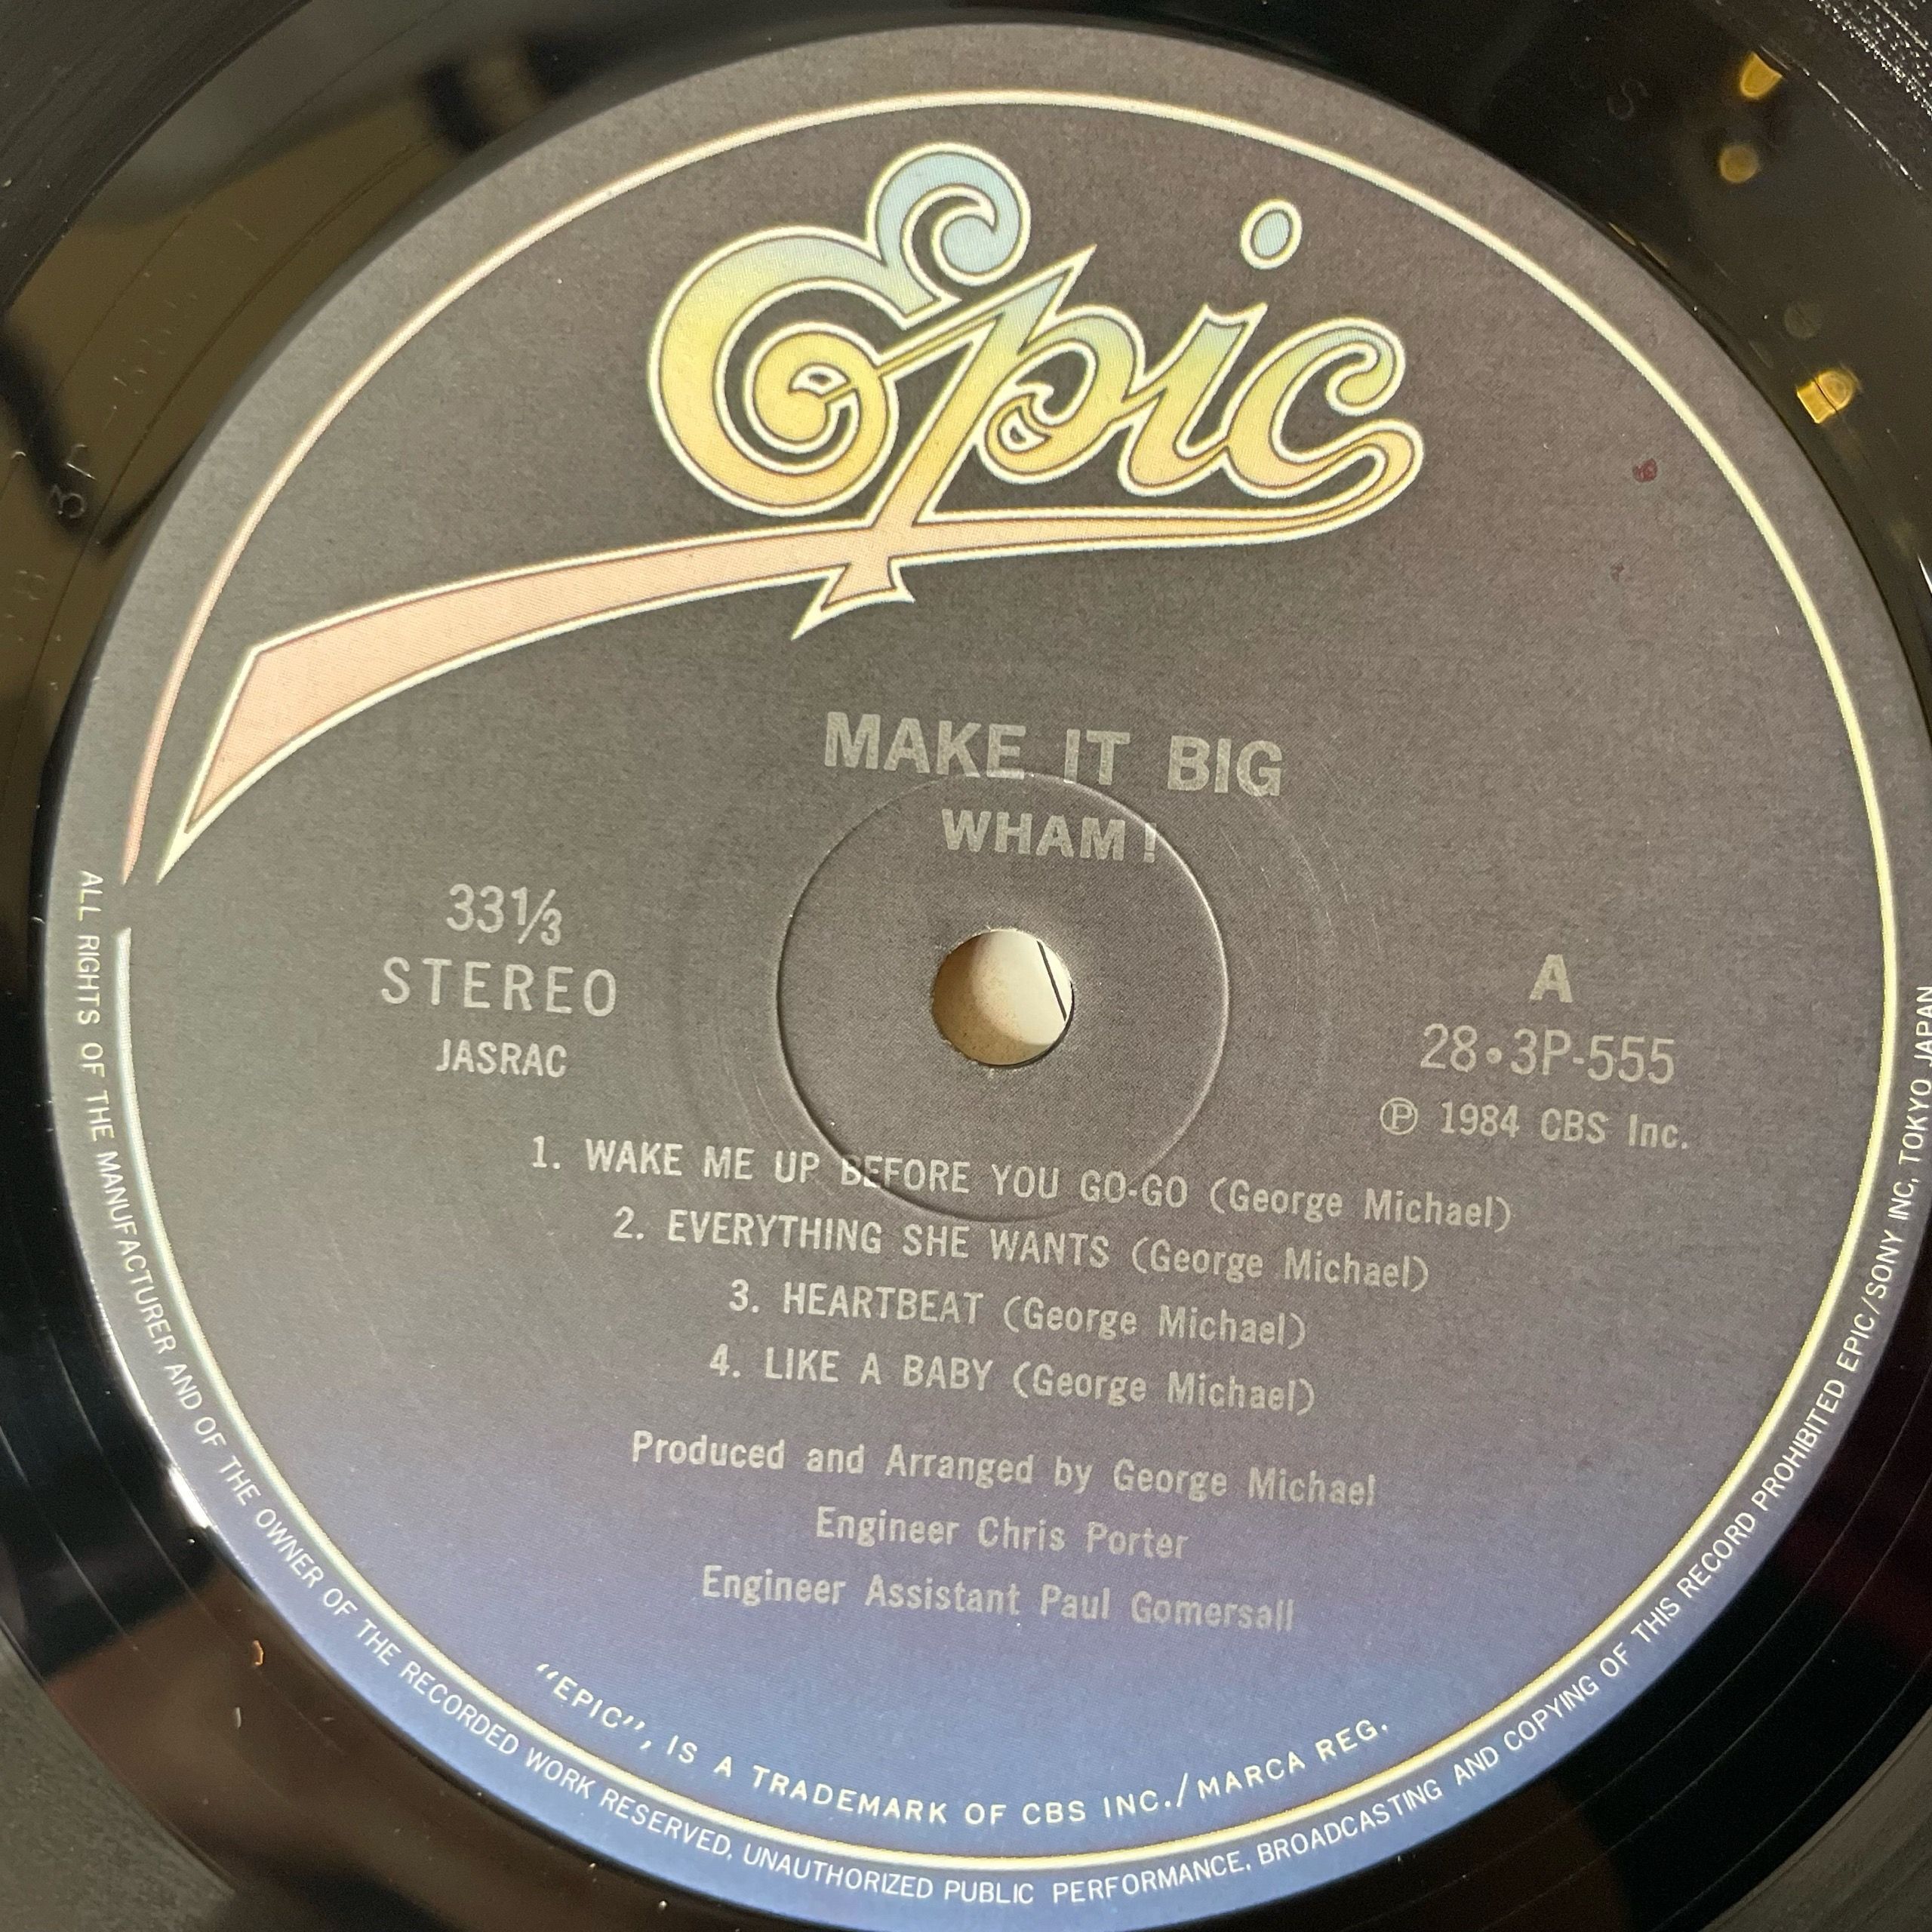 Epic
MAKE IT BIG
WHAM!
33⅓
STEREO
JASRAC
A
28•3P-555
Ⓟ 1984 CBS Inc.
1. WAKE ME UP BEFORE YOU GO-GO (George Michael)
2. EVERYTHING SHE WANTS (George Michael)
3. HEARTBEAT (George Michael)
4. LIKE A BABY (George Michael)
Produced and Arranged by George Michael
Engineer Chris Porter
Engineer Assistant Paul Gomersall
"EPIC", IS A TRADEMARK OF CBS INC./MARCA REG.
ALL RIGHTS OF THE MANUFACTURER AND OF THE OWNER OF THE RECORDED WORK RESERVED, UNAUTHORIZED PUBLIC PERFORMANCE, BROADCASTING AND COPYING OF THIS RECORD PROHIBITED EPIC/SONY INC, TOKYO JAPAN